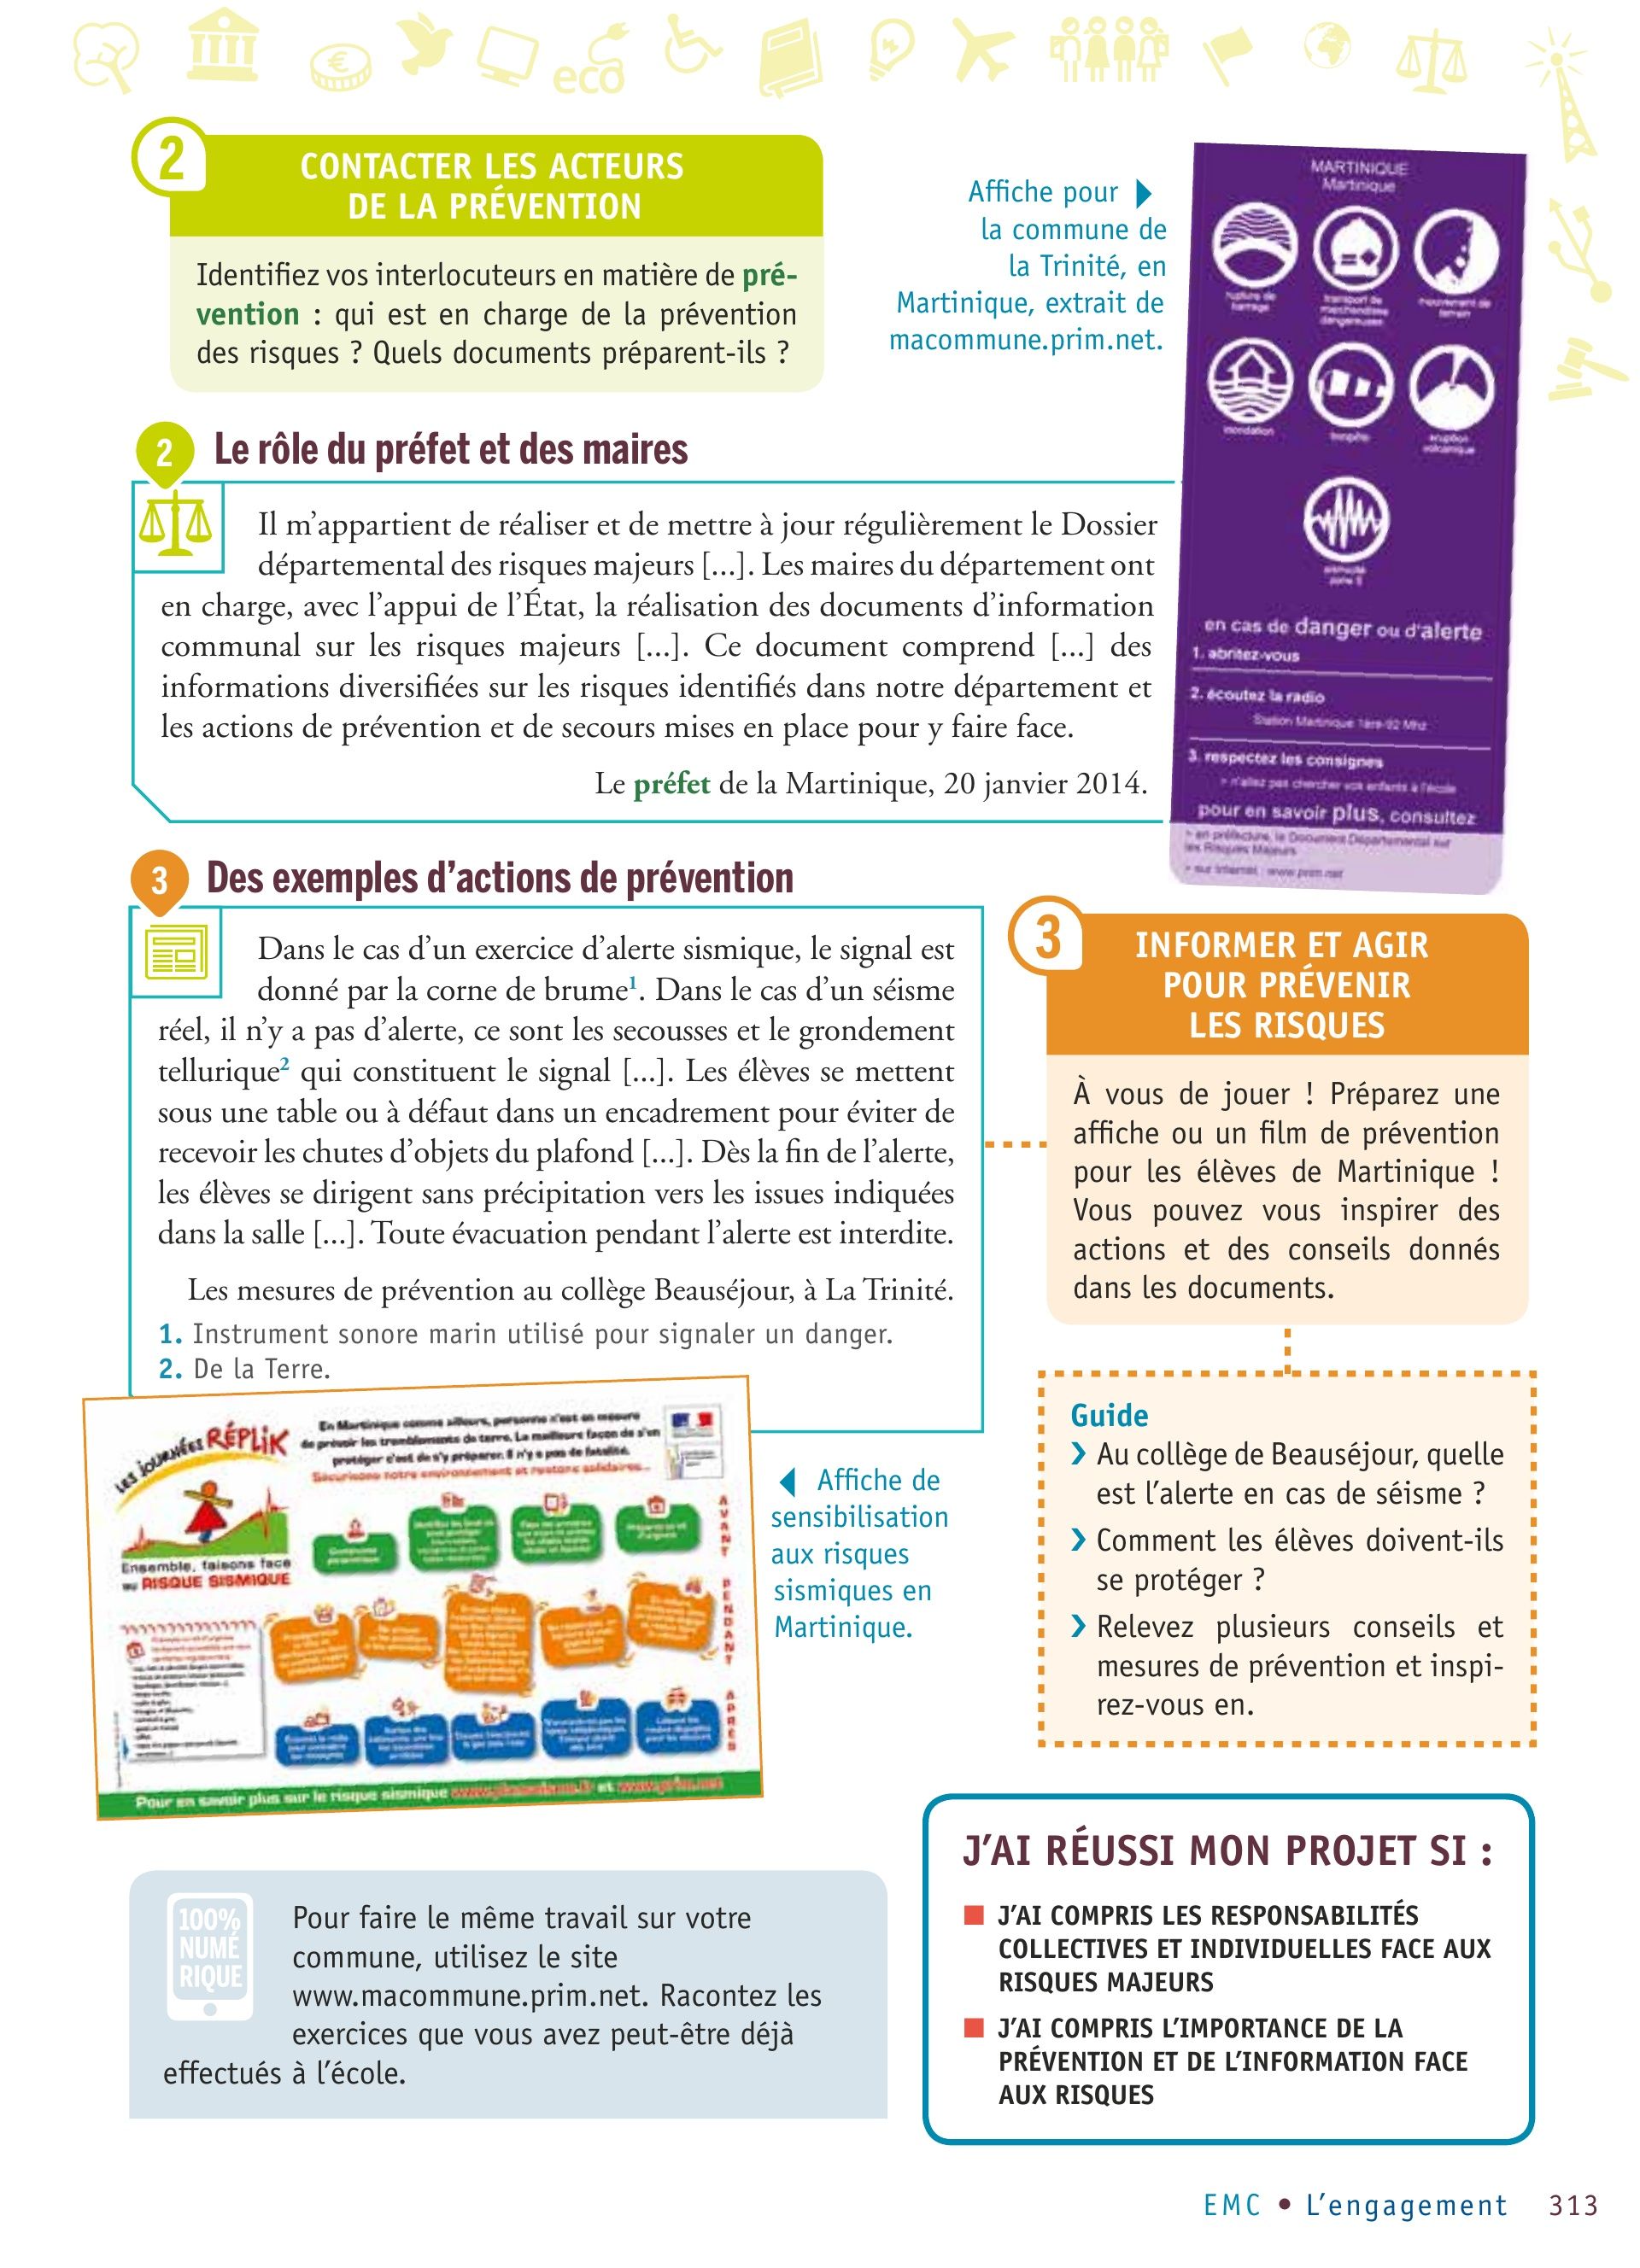 eco
2
CONTACTER LES ACTEURS
DE LA PRÉVENTION
Identifiez vos interlocuteurs en matière de pré-
vention : qui est en charge de la prévention
des risques ? Quels documents préparent-ils ?
Affiche pour
la commune de
la Trinité, en
Martinique, extrait de
macommune.prim.net.
MARTINIQUE
Martinique
rupture de
barrage
transport de
marchandises
dangereuses
mouvement de
terrain
inondation
tempête
éruption
volcanique
sismicité
zone 5
en cas de danger ou d'alerte
1. abritez-vous
2. écoutez la radio
Station Martinique 1ère-92 Mhz
3. respectez les consignes
> n'allez pas chercher vos enfants à l'école
pour en savoir plus, consultez
> en préfecture, le Document Départemental sur
les Risques Majeurs
> sur internet : www.prim.net
2 Le rôle du préfet et des maires
Il m'appartient de réaliser et de mettre à jour régulièrement le Dossier
départemental des risques majeurs [...]. Les maires du département ont
en charge, avec l'appui de l'État, la réalisation des documents d'information
communal sur les risques majeurs [...]. Ce document comprend [...] des
informations diversifiées sur les risques identifiés dans notre département et
les actions de prévention et de secours mises en place pour y faire face.
Le préfet de la Martinique, 20 janvier 2014.
3 Des exemples d'actions de prévention
Dans le cas d'un exercice d'alerte sismique, le signal est
donné par la corne de brume1. Dans le cas d'un séisme
réel, il n'y a pas d'alerte, ce sont les secousses et le grondement
tellurique2 qui constituent le signal [...]. Les élèves se mettent
sous une table ou à défaut dans un encadrement pour éviter de
recevoir les chutes d'objets du plafond [...]. Dès la fin de l'alerte,
les élèves se dirigent sans précipitation vers les issues indiquées
dans la salle [...]. Toute évacuation pendant l'alerte est interdite.
Les mesures de prévention au collège Beauséjour, à La Trinité.
1. Instrument sonore marin utilisé pour signaler un danger.
2. De la Terre.
LES JOURNÉES RÉPLIK
En Martinique comme ailleurs, personne n'est en mesure
de prévoir les tremblements de terre. La meilleure façon de s'en
protéger c'est de s'y préparer. Il n'y a pas de fatalité.
Sécurisons notre environnement et restons solidaires...
Ensemble, faisons face
au RISQUE SISMIQUE
AVANT
PENDANT
APRÈS
Pour en savoir plus sur le risque sismique
et www.prim.net
Affiche de
sensibilisation
aux risques
sismiques en
Martinique.
3
INFORMER ET AGIR
POUR PRÉVENIR
LES RISQUES
À vous de jouer ! Préparez une
affiche ou un film de prévention
pour les élèves de Martinique !
Vous pouvez vous inspirer des
actions et des conseils donnés
dans les documents.
Guide
› Au collège de Beauséjour, quelle
est l'alerte en cas de séisme ?
› Comment les élèves doivent-ils
se protéger ?
› Relevez plusieurs conseils et
mesures de prévention et inspi-
rez-vous en.
100%
NUMÉ
RIQUE
Pour faire le même travail sur votre
commune, utilisez le site
www.macommune.prim.net. Racontez les
exercices que vous avez peut-être déjà
effectués à l'école.
J'AI RÉUSSI MON PROJET SI :
■ J'AI COMPRIS LES RESPONSABILITÉS
COLLECTIVES ET INDIVIDUELLES FACE AUX
RISQUES MAJEURS
■ J'AI COMPRIS L'IMPORTANCE DE LA
PRÉVENTION ET DE L'INFORMATION FACE
AUX RISQUES
EMC • L'engagement 313